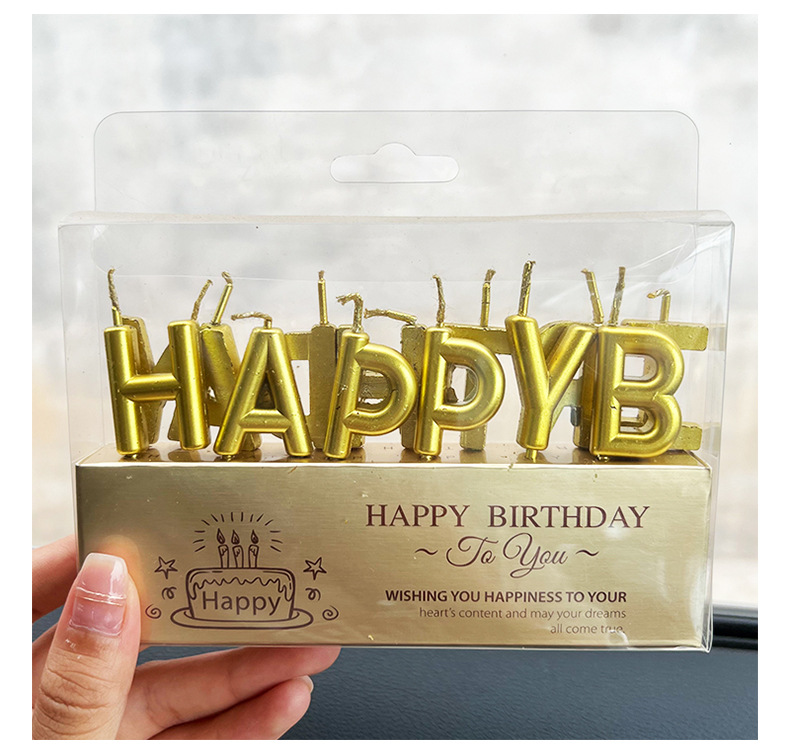 HAPPYB
HAPPY BIRTHDAY
~ To You ~
Happy
WISHING YOU HAPPINESS TO YOUR
heart's content and may your dreams
all come true.